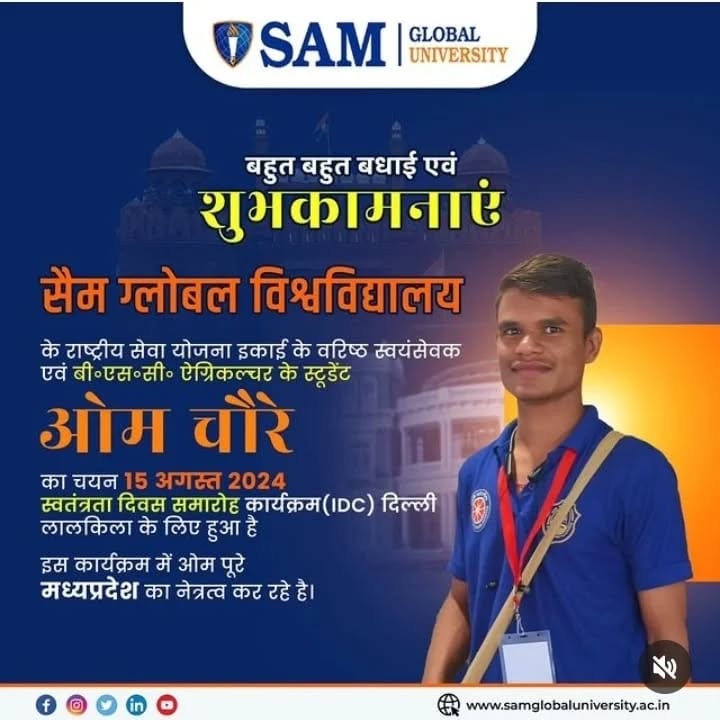 SAM GLOBAL
UNIVERSITY
बहुत बहुत बधाई एवं
शुभकामनाएं
सैम ग्लोबल विश्वविद्यालय
के राष्ट्रीय सेवा योजना इकाई के वरिष्ठ स्वयंसेवक
एवं बी॰एस॰सी॰ ऐग्रिकल्चर के स्टूडेंट
ओम चौरे
का चयन 15 अगस्त 2024
स्वतंत्रता दिवस समारोह कार्यक्रम(IDC) दिल्ली
लालकिला के लिए हुआ है
इस कार्यक्रम में ओम पूरे
मध्यप्रदेश का नेत्रत्व कर रहे है।
www.samglobaluniversity.ac.in